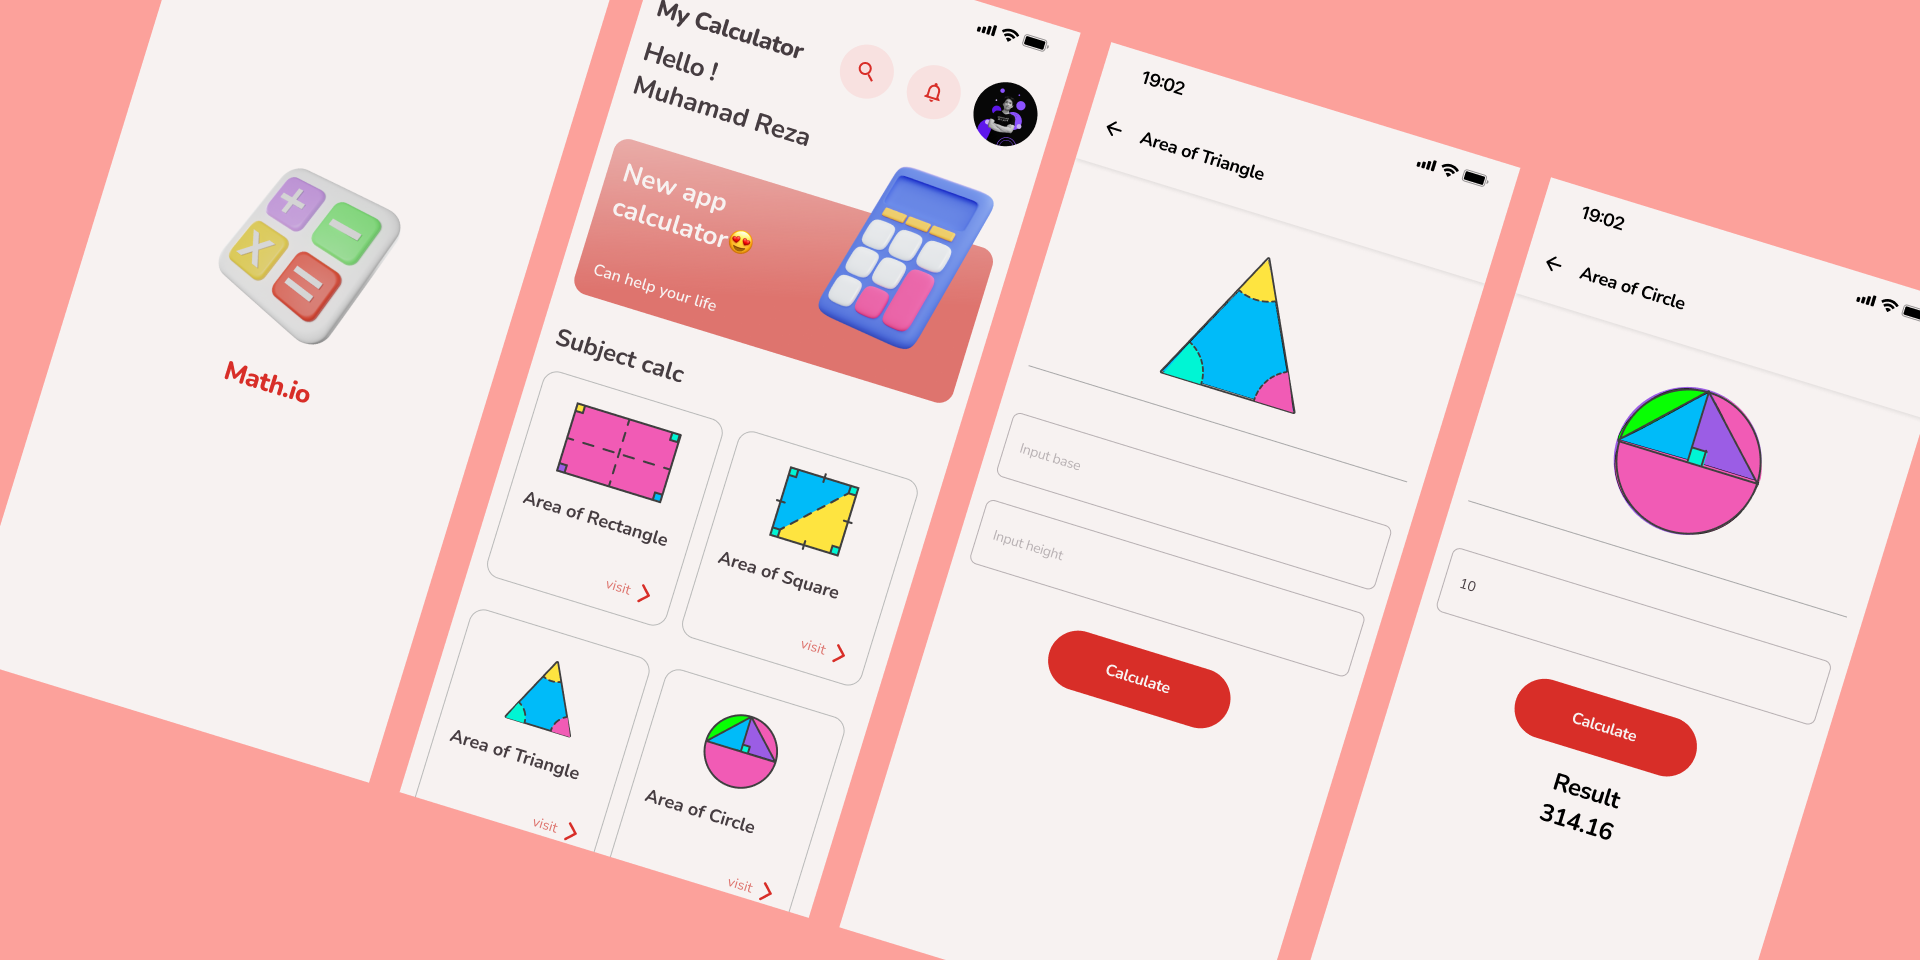 Math.io
My Calculator
Hello !
Muhamad Reza
New app
calculator😍
Can help your life
Subject calc
Area of Rectangle
visit
Area of Square
visit
Area of Triangle
visit
Area of Circle
visit
19:02
Area of Triangle
Input base
Input height
Calculate
19:02
Area of Circle
10
Calculate
Result
314.16